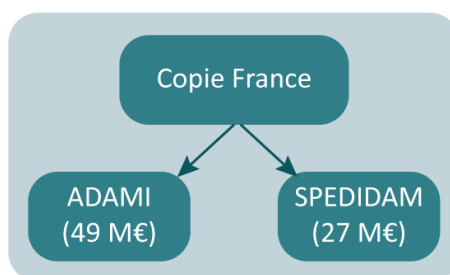 Copie France
ADAMI
(49 M€)
SPEDIDAM
(27 M€)